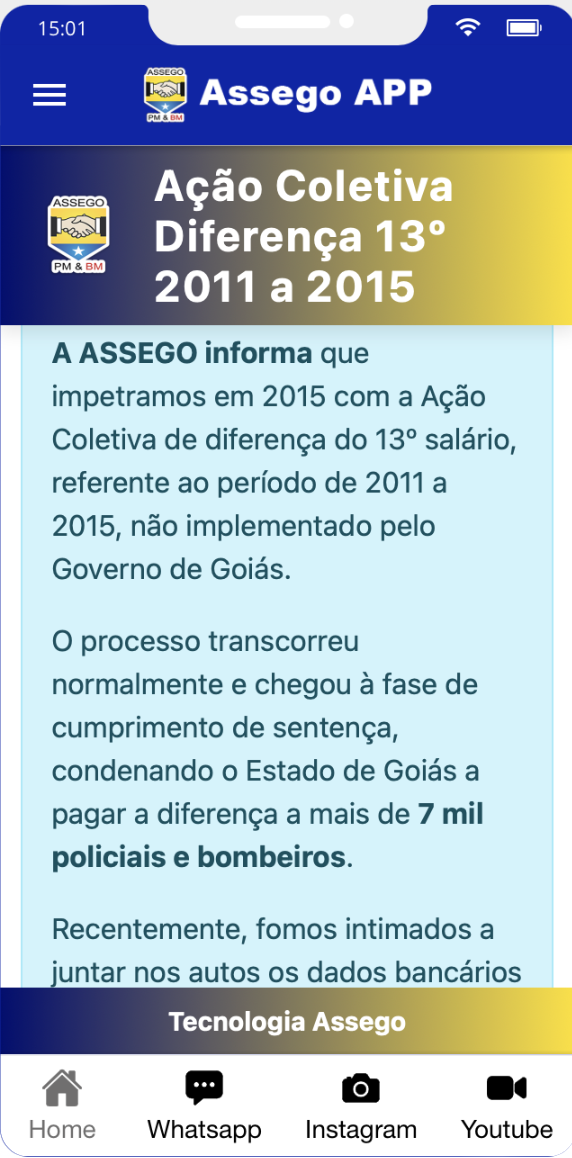 15:01
ASSEGO
PM & BM
Assego APP
ASSEGO
PM & BM
Ação Coletiva
Diferença 13º
2011 a 2015
A ASSEGO informa que
impetramos em 2015 com a Ação
Coletiva de diferença do 13º salário,
referente ao período de 2011 a
2015, não implementado pelo
Governo de Goiás.
O processo transcorreu
normalmente e chegou à fase de
cumprimento de sentença,
condenando o Estado de Goiás a
pagar a diferença a mais de 7 mil
policiais e bombeiros.
Recentemente, fomos intimados a
juntar nos autos os dados bancários
Tecnologia Assego
Home
Whatsapp
Instagram
Youtube